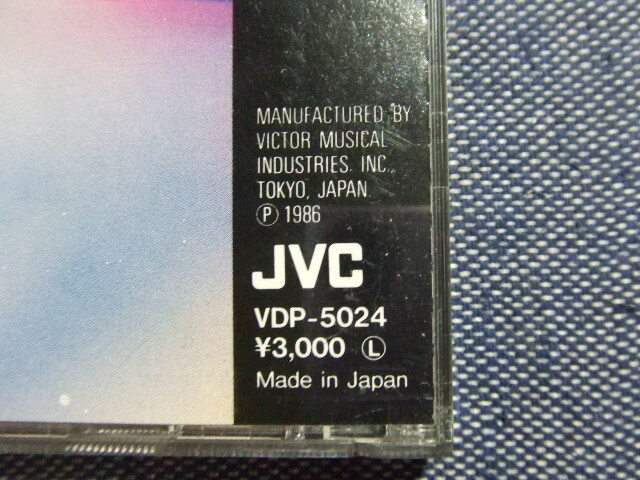 MANUFACTURED BY
VICTOR MUSICAL
INDUSTRIES, INC.,
TOKYO, JAPAN
Ⓟ 1986
JVC
VDP-5024
¥3,000 Ⓛ
Made in Japan